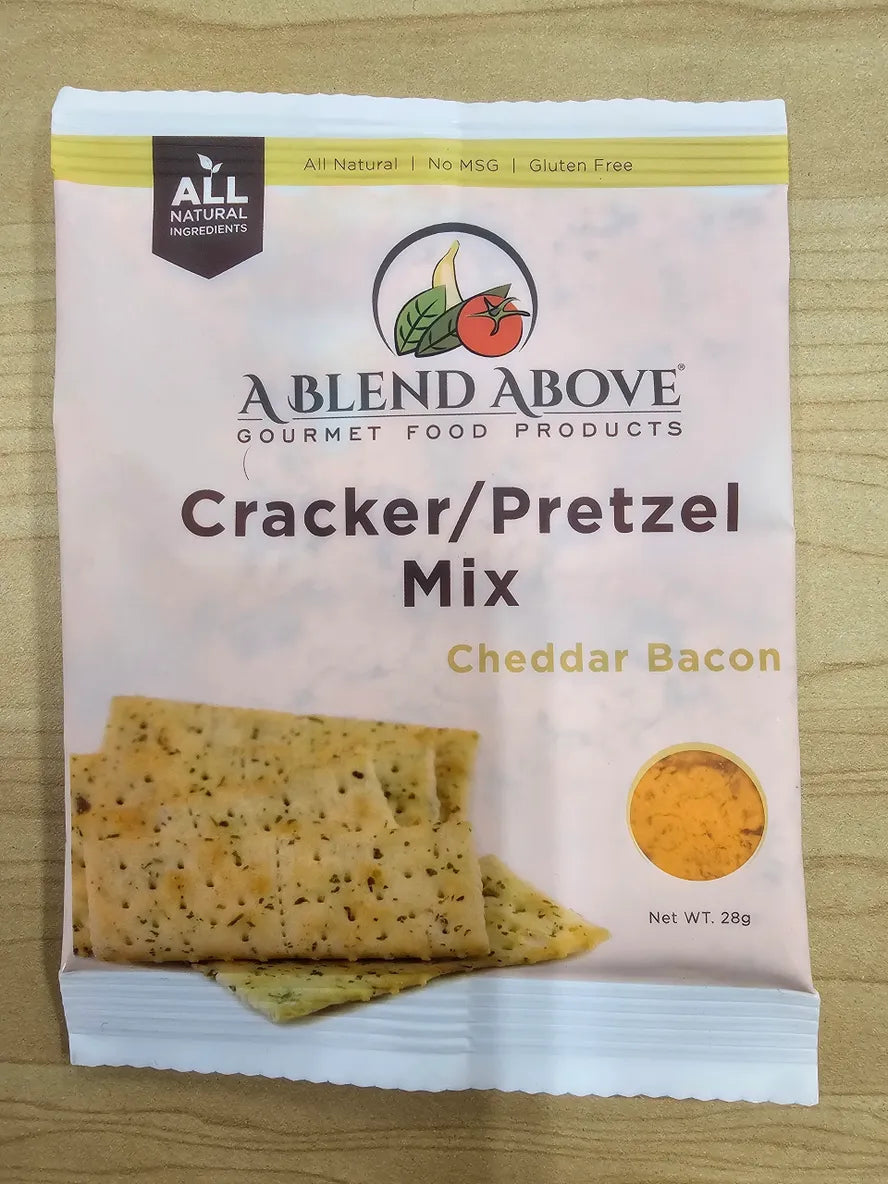 All Natural | No MSG | Gluten Free
ALL
NATURAL
INGREDIENTS
A BLEND ABOVE®
GOURMET FOOD PRODUCTS
Cracker/Pretzel
Mix
Cheddar Bacon
Net WT. 28g